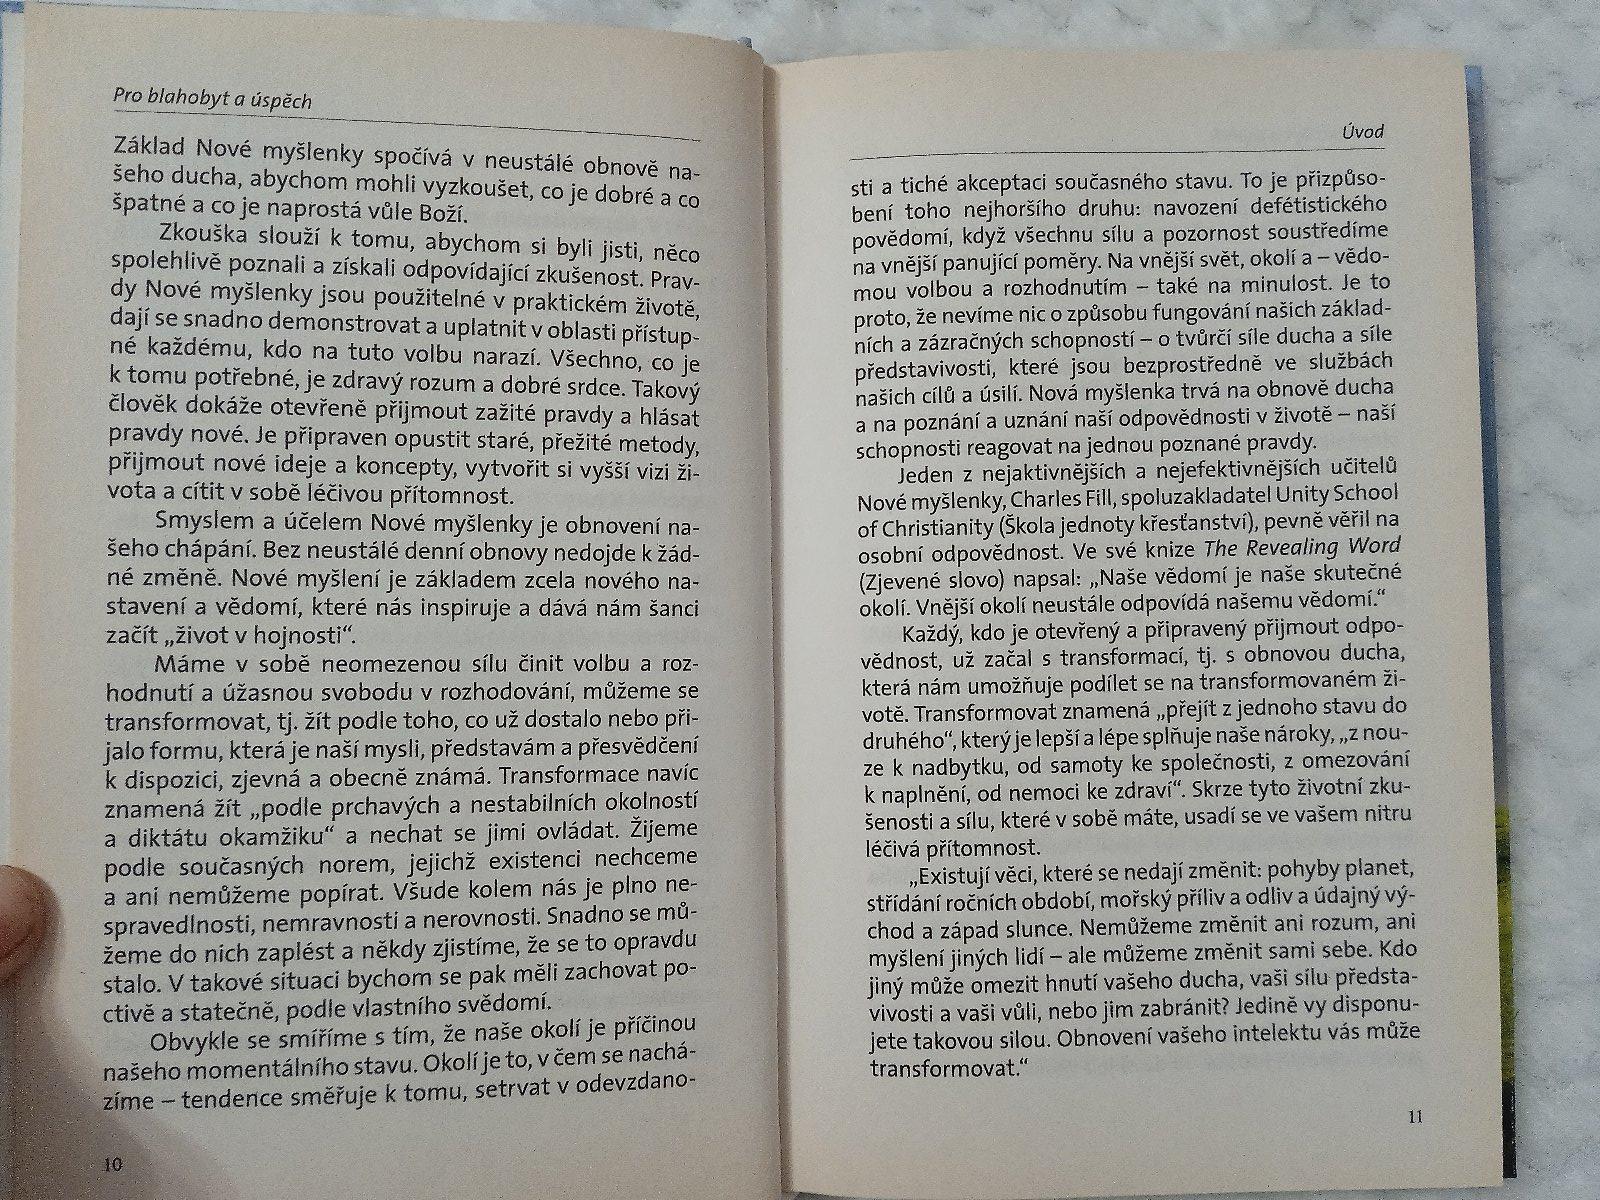 Pro blahobyt a úspěch
Základ Nové myšlenky spočívá v neustálé obnově na-
šeho ducha, abychom mohli vyzkoušet, co je dobré a co
špatné a co je naprostá vůle Boží.
Zkouška slouží k tomu, abychom si byli jisti, něco
spolehlivě poznali a získali odpovídající zkušenost. Prav-
dy Nové myšlenky jsou použitelné v praktickém životě,
dají se snadno demonstrovat a uplatnit v oblasti přístup-
né každému, kdo na tuto volbu narazí. Všechno, co je
k tomu potřebné, je zdravý rozum a dobré srdce. Takový
člověk dokáže otevřeně přijmout zažité pravdy a hlásat
pravdy nové. Je připraven opustit staré, přežité metody,
přijmout nové ideje a koncepty, vytvořit si vyšší vizi ži-
vota a cítit v sobě léčivou přítomnost.
Smyslem a účelem Nové myšlenky je obnovení na-
šeho chápání. Bez neustálé denní obnovy nedojde k žád-
né změně. Nové myšlení je základem zcela nového na-
stavení a vědomí, které nás inspiruje a dává nám šanci
začít „život v hojnosti“.
Máme v sobě neomezenou sílu činit volbu a roz-
hodnutí a úžasnou svobodu v rozhodování, můžeme se
transformovat, tj. žít podle toho, co už dostalo nebo při-
jalo formu, která je naší mysli, představám a přesvědčení
k dispozici, zjevná a obecně známá. Transformace navíc
znamená žít „podle prchavých a nestabilních okolností
a diktátu okamžiku“ a nechat se jimi ovládat. Žijeme
podle současných norem, jejichž existenci nechceme
a ani nemůžeme popírat. Všude kolem nás je plno ne-
spravedlnosti, nemravnosti a nerovnosti. Snadno se mů-
žeme do nich zaplést a někdy zjistíme, že se to opravdu
stalo. V takové situaci bychom se pak měli zachovat po-
ctivě a statečně, podle vlastního svědomí.
Obvykle se smíříme s tím, že naše okolí je příčinou
našeho momentálního stavu. Okolí je to, v čem se nachá-
zíme – tendence směřuje k tomu, setrvat v odevzdano-
10
Úvod
sti a tiché akceptaci současného stavu. To je přizpůso-
bení toho nejhoršího druhu: navození defétistického
povědomí, když všechnu sílu a pozornost soustředíme
na vnější panující poměry. Na vnější svět, okolí a – vědo-
mou volbou a rozhodnutím – také na minulost. Je to
proto, že nevíme nic o způsobu fungování našich základ-
ních a zázračných schopností – o tvůrčí síle ducha a síle
představivosti, které jsou bezprostředně ve službách
našich cílů a úsilí. Nová myšlenka trvá na obnově ducha
a na poznání a uznání naší odpovědnosti v životě – naší
schopnosti reagovat na jednou poznané pravdy.
Jeden z nejaktivnějších a nejefektivnějších učitelů
Nové myšlenky, Charles Fill, spoluzakladatel Unity School
of Christianity (Škola jednoty křesťanství), pevně věřil na
osobní odpovědnost. Ve své knize The Revealing Word
(Zjevené slovo) napsal: „Naše vědomí je naše skutečné
okolí. Vnější okolí neustále odpovídá našemu vědomí.“
Každý, kdo je otevřený a připravený přijmout odpo-
vědnost, už začal s transformací, tj. s obnovou ducha,
která nám umožňuje podílet se na transformovaném ži-
votě. Transformovat znamená „přejít z jednoho stavu do
druhého“, který je lepší a lépe splňuje naše nároky, „z nou-
ze k nadbytku, od samoty ke společnosti, z omezování
k naplnění, od nemoci ke zdraví“. Skrze tyto životní zku-
šenosti a sílu, které v sobě máte, usadí se ve vašem nitru
léčivá přítomnost.
„Existují věci, které se nedají změnit: pohyby planet,
střídání ročních období, mořský příliv a odliv a údajný vý-
chod a západ slunce. Nemůžeme změnit ani rozum, ani
myšlení jiných lidí – ale můžeme změnit sami sebe. Kdo
jiný může omezit hnutí vašeho ducha, vaši sílu předsta-
vivosti a vaši vůli, nebo jim zabránit? Jedině vy disponu-
jete takovou silou. Obnovení vašeho intelektu vás může
transformovat.“
11